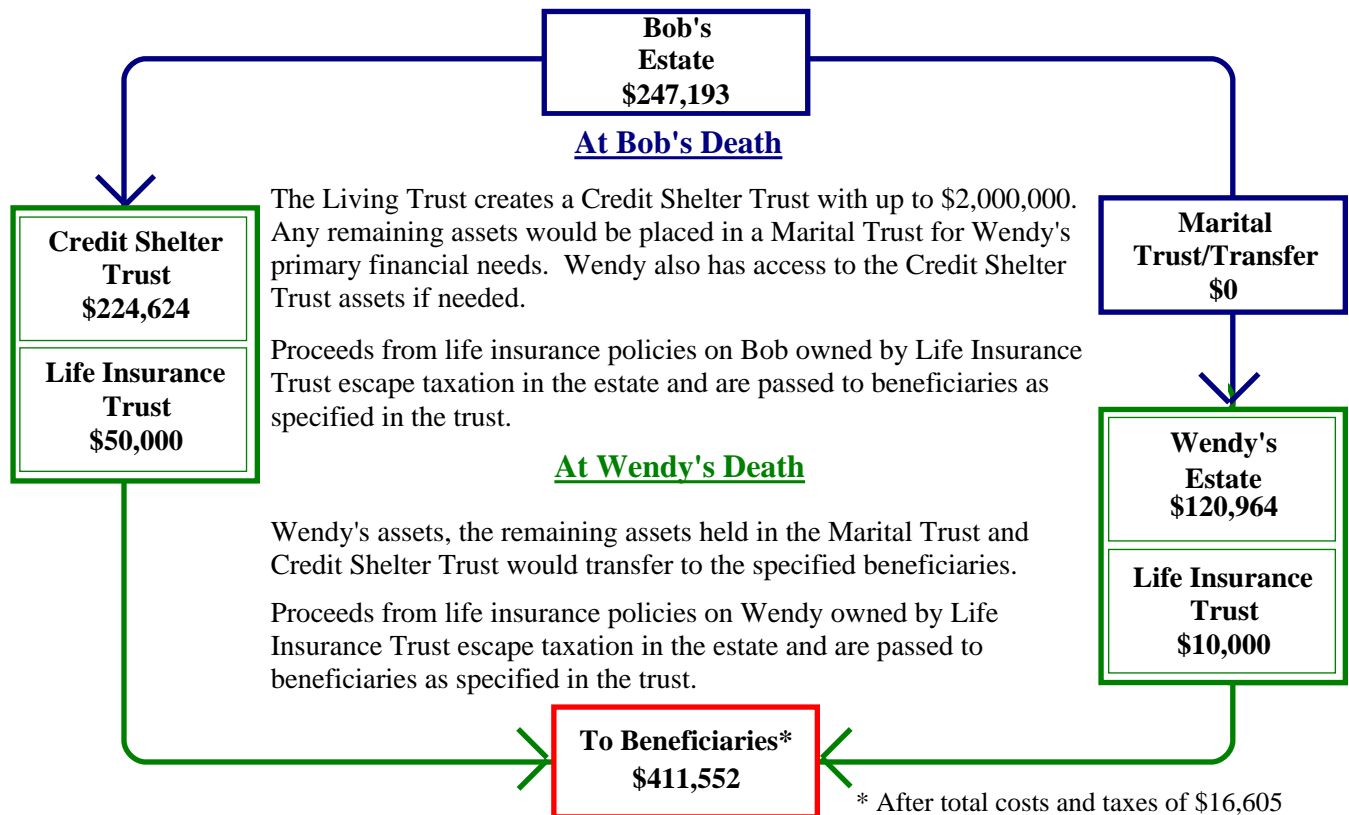 Bob's
Estate
$247,193
At Bob's Death
The Living Trust creates a Credit Shelter Trust with up to $2,000,000.
Any remaining assets would be placed in a Marital Trust for Wendy's
primary financial needs.  Wendy also has access to the Credit Shelter
Trust assets if needed.
Proceeds from life insurance policies on Bob owned by Life Insurance
Trust escape taxation in the estate and are passed to beneficiaries as
specified in the trust.
Credit Shelter
Trust
$224,624
Life Insurance
Trust
$50,000
Marital
Trust/Transfer
$0
At Wendy's Death
Wendy's assets, the remaining assets held in the Marital Trust and
Credit Shelter Trust would transfer to the specified beneficiaries.
Proceeds from life insurance policies on Wendy owned by Life
Insurance Trust escape taxation in the estate and are passed to
beneficiaries as specified in the trust.
Wendy's
Estate
$120,964
Life Insurance
Trust
$10,000
To Beneficiaries*
$411,552
* After total costs and taxes of $16,605